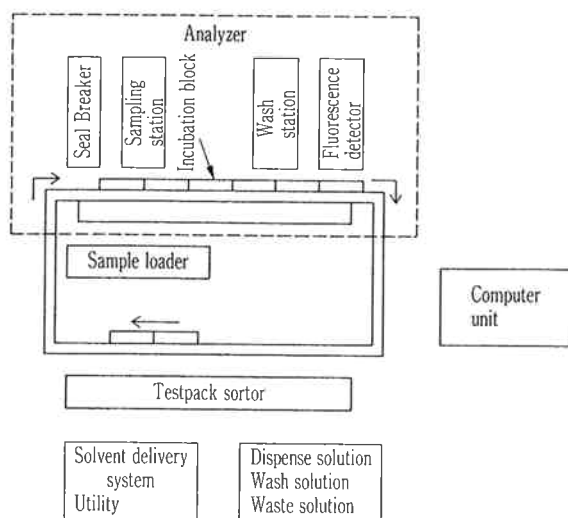 Analyzer
Seal Breaker
Sampling
station
Incubation block
Wash
station
Fluorescence
detector
Sample loader
Computer
unit
Testpack sortor
Solvent delivery
system
Utility
Dispense solution
Wash solution
Waste solution